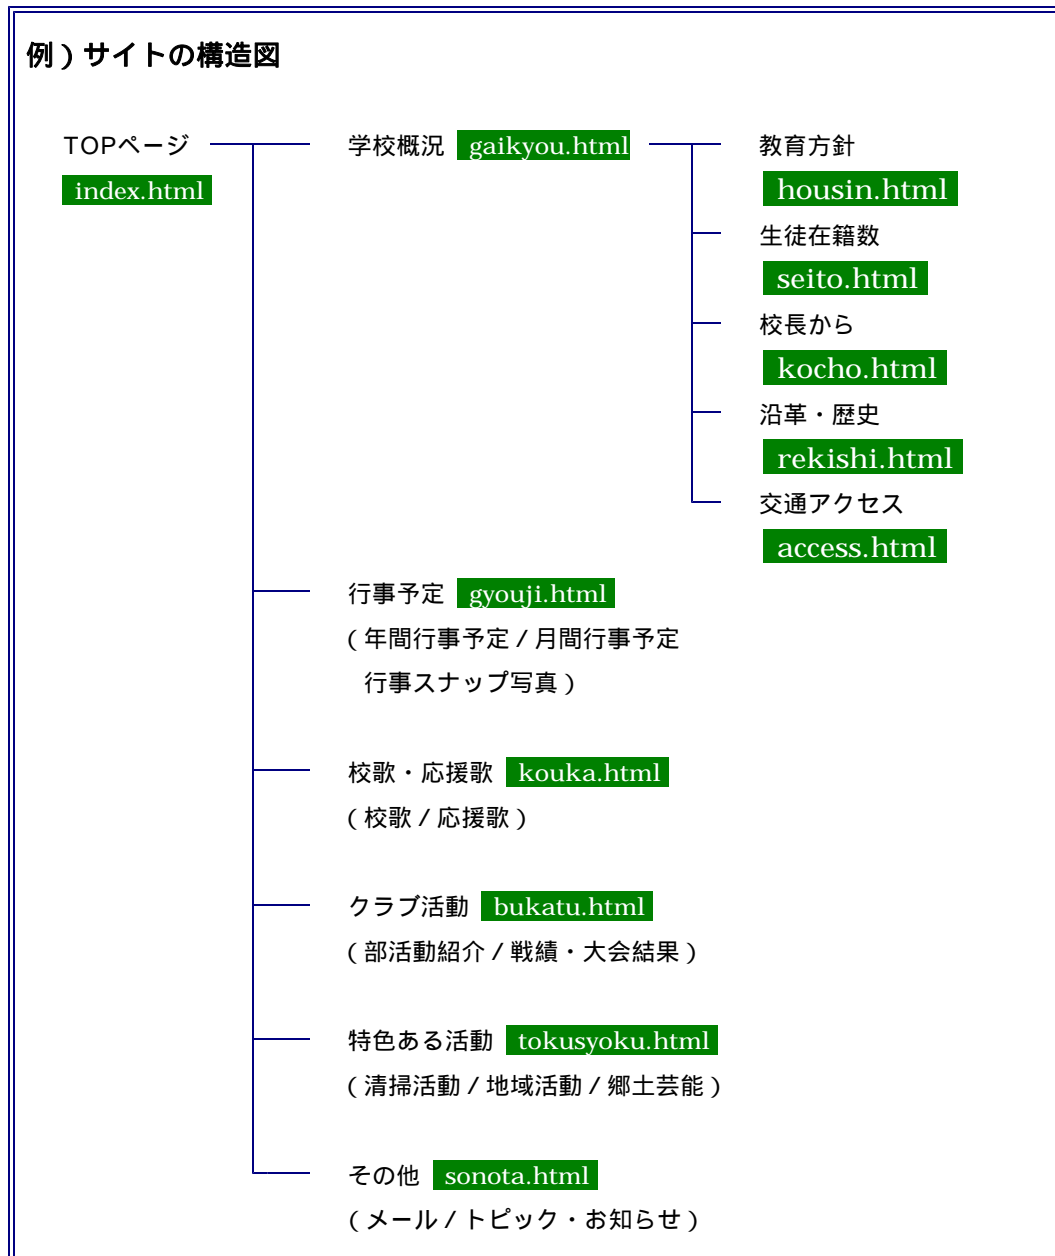 例）サイトの構造図
TOPページ 学校概況 gaikyou.html 教育方針
index.html housin.html
生徒在籍数
seito.html
校長から
kocho.html
沿革・歴史
rekishi.html
交通アクセス
access.html
行事予定 gyouji.html
（年間行事予定 / 月間行事予定
行事スナップ写真）
校歌・応援歌 kouka.html
（校歌 / 応援歌）
クラブ活動 bukatu.html
（部活動紹介 / 戦績・大会結果）
特色ある活動 tokusyoku.html
（清掃活動 / 地域活動 / 郷土芸能）
その他 sonota.html
（メール / トピック・お知らせ）